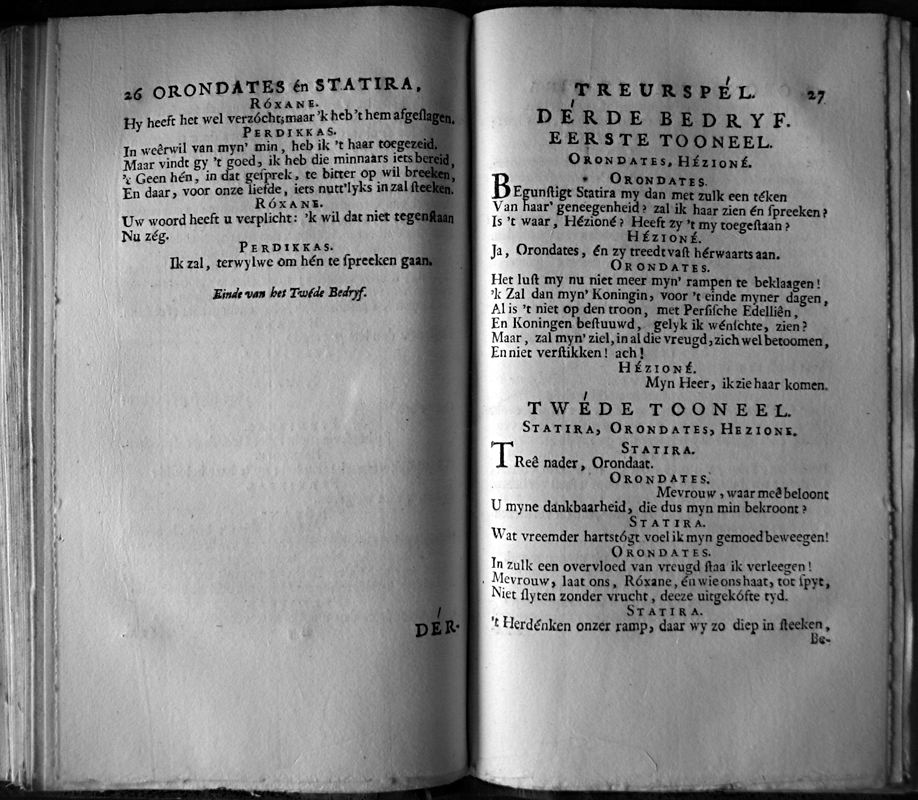 26 ORONDATES én STATIRA,
RÓXANE.
Hy heeft het wel verzócht; maar 'k heb 't hem afgeslagen.
PERDIKKAS.
In weêrwil van myn' min, heb ik 't haar toegezeid.
Maar vindt gy 't goed, ik heb die minnaars iets bereid,
'k Geen hén, in dat gesprek, te bitter op wil breeken,
En daar, voor onze liefde, iets nutt'lyks in zal steeken.
RÓXANE.
Uw woord heeft u verplicht: 'k wil dat niet tegenstaan
Nu zég.
PERDIKKAS.
Ik zal, terwylwe om hén te spreeken gaan.
Einde van het Twéde Bedryf.
DÉR-
TREURSPÉL. 27
DÉRDE BEDRYF.
EERSTE TOONEEL.
ORONDATES, HÉZIONÉ.
ORONDATES.
BEgunstigt Statira my dan met zulk een téken
Van haar' geneegenheid? zal ik haar zien én spreeken?
Is 't waar, Hézioné? Heeft zy 't my toegestaan?
HÉZIONÉ.
Ja, Orondates, én zy treedt vast hérwaarts aan.
ORONDATES.
Het lust my nu niet meer myn' rampen te beklaagen!
'k Zal dan myn' Koningin, voor 't einde myner dagen,
Al is 't niet op den troon, met Persische Edelliên,
En Koningen bestuuwd, gelyk ik wénschte, zien?
Maar, zal myn' ziel, in al die vreugd, zich wel betoomen,
En niet verstikken! ach!
HÉZIONÉ.
Myn Heer, ik zie haar komen.
TWÉDE TOONEEL.
STATIRA, ORONDATES, HEZIONE.
STATIRA.
TReê nader, Orondaat.
ORONDATES.
Mevrouw, waar meê beloont
U myne dankbaarheid, die dus myn min bekroont?
STATIRA.
Wat vreemder hartstógt voel ik myn gemoed beweegen!
ORONDATES.
In zulk een overvloed van vreugd staa ik verleegen!
Mevrouw, laat ons, Róxane, én wie ons haat, tot spyt,
Niet slyten zonder vrucht, deeze uitgekófte tyd.
STATIRA.
't Herdénken onzer ramp, daar wy zo diep in steeken,
Be-